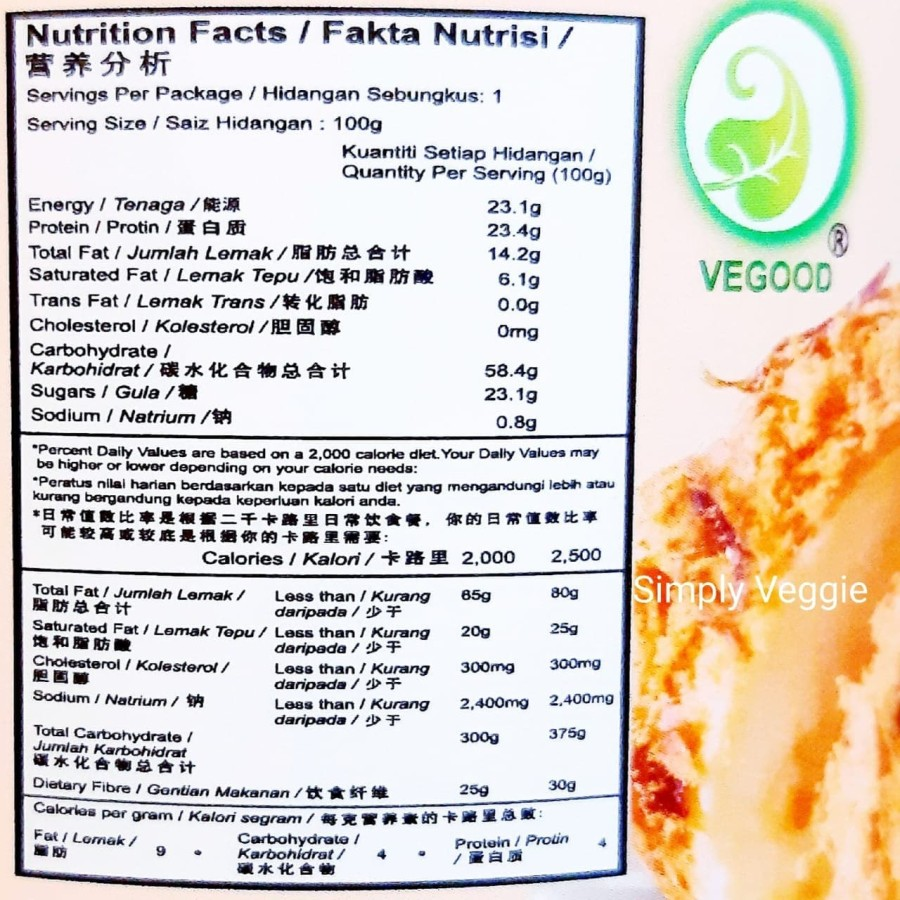 Nutrition Facts / Fakta Nutrisi /
营养分析
Servings Per Package / Hidangan Sebungkus: 1
Serving Size / Saiz Hidangan : 100g
Kuantiti Setiap Hidangan /
Quantity Per Serving (100g)
Energy / Tenaga / 能源 23.1g
Protein / Protin / 蛋白质 23.4g
Total Fat / Jumlah Lemak / 脂肪总合计 14.2g
Saturated Fat / Lemak Tepu / 饱和脂肪酸 6.1g
Trans Fat / Lemak Trans / 转化脂肪 0.0g
Cholesterol / Kolesterol / 胆固醇 0mg
Carbohydrate /
Karbohidrat / 碳水化合物总合计 58.4g
Sugars / Gula / 糖 23.1g
Sodium / Natrium / 钠 0.8g
*Percent Daily Values are based on a 2,000 calorie diet. Your Daily Values may
be higher or lower depending on your calorie needs:
*Peratus nilai harian berdasarkan kepada satu diet yang mengandungi lebih atau
kurang bergandung kepada keperluan kalori anda.
*日常值数比率是根据二千卡路里日常饮食餐，你的日常值数比率
可能较高或较底是根据你的卡路里需要：
Calories / Kalori / 卡路里 2,000 2,500
Total Fat / Jumlah Lemak / Less than / Kurang 65g 80g
脂肪总合计 daripada / 少于
Saturated Fat / Lemak Tepu / Less than / Kurang 20g 25g
饱和脂肪酸 daripada / 少于
Cholesterol / Kolesterol / Less than / Kurang 300mg 300mg
胆固醇 daripada / 少于
Sodium / Natrium / 钠 Less than / Kurang 2,400mg 2,400mg
daripada / 少于
Total Carbohydrate / 300g 375g
Jumlah Karbohidrat
碳水化合物总合计
Dietary Fibre / Gentian Makanan / 饮食纤维 25g 30g
Calories per gram / Kalori segram / 每克营养素的卡路里总数：
Fat / Lemak / 9 • Carbohydrate / 4 • Protein / Protin 4
脂肪 Karbohidrat / / 蛋白质
碳水化合物
VEGOOD®
Simply Veggie